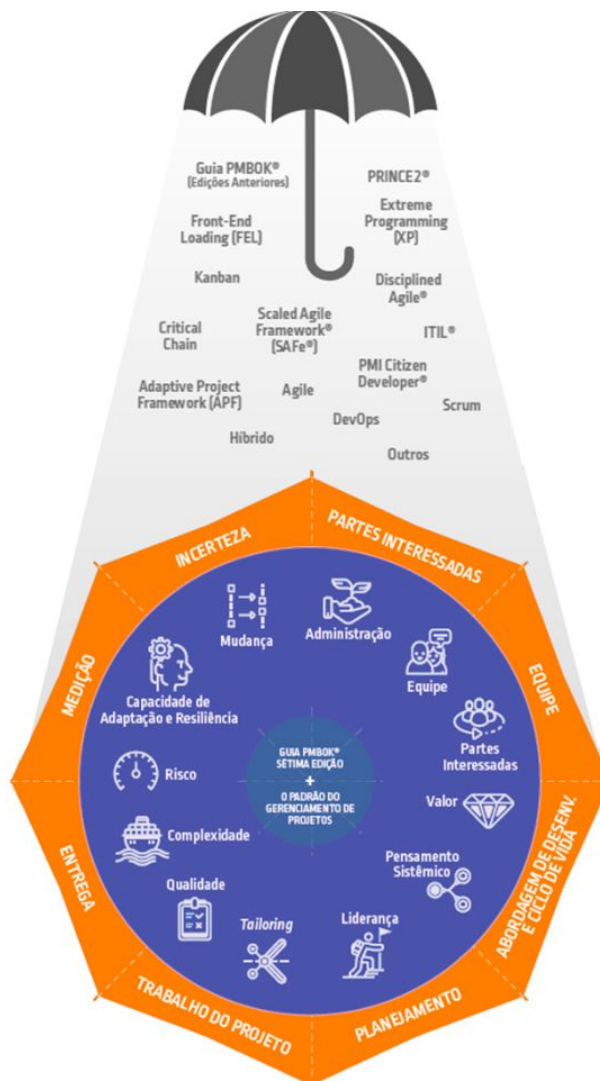 Guia PMBOK®
(Edições Anteriores)
PRINCE2®
Front-End
Loading (FEL)
Extreme
Programming
(XP)
Kanban
Disciplined
Agile®
Critical
Chain
Scaled Agile
Framework®
(SAFe®)
ITIL®
Adaptive Project
Framework (APF)
Agile
PMI Citizen
Developer®
Scrum
DevOps
Híbrido
Outros
INCERTEZA
PARTES INTERESSADAS
MEDIÇÃO
EQUIPE
ENTREGA
ABORDAGEM DE DESENV.
E CICLO DE VIDA
TRABALHO DO PROJETO
PLANEJAMENTO
Mudança
Administração
Equipe
Capacidade de
Adaptação e Resiliência
Partes
Interessadas
Risco
Valor
Complexidade
Pensamento
Sistêmico
Qualidade
Tailoring
Liderança
GUIA PMBOK®
SÉTIMA EDIÇÃO
+
O PADRÃO DO
GERENCIAMENTO DE
PROJETOS